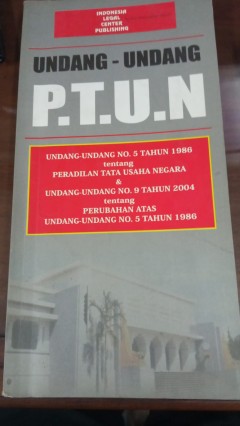 INDONESIA
LEGAL
CENTER
PUBLISHING
UNDANG - UNDANG
P.T.U.N
UNDANG-UNDANG NO. 5 TAHUN 1986
tentang
PERADILAN TATA USAHA NEGARA
&
UNDANG-UNDANG NO. 9 TAHUN 2004
tentang
PERUBAHAN ATAS
UNDANG-UNDANG NO. 5 TAHUN 1986